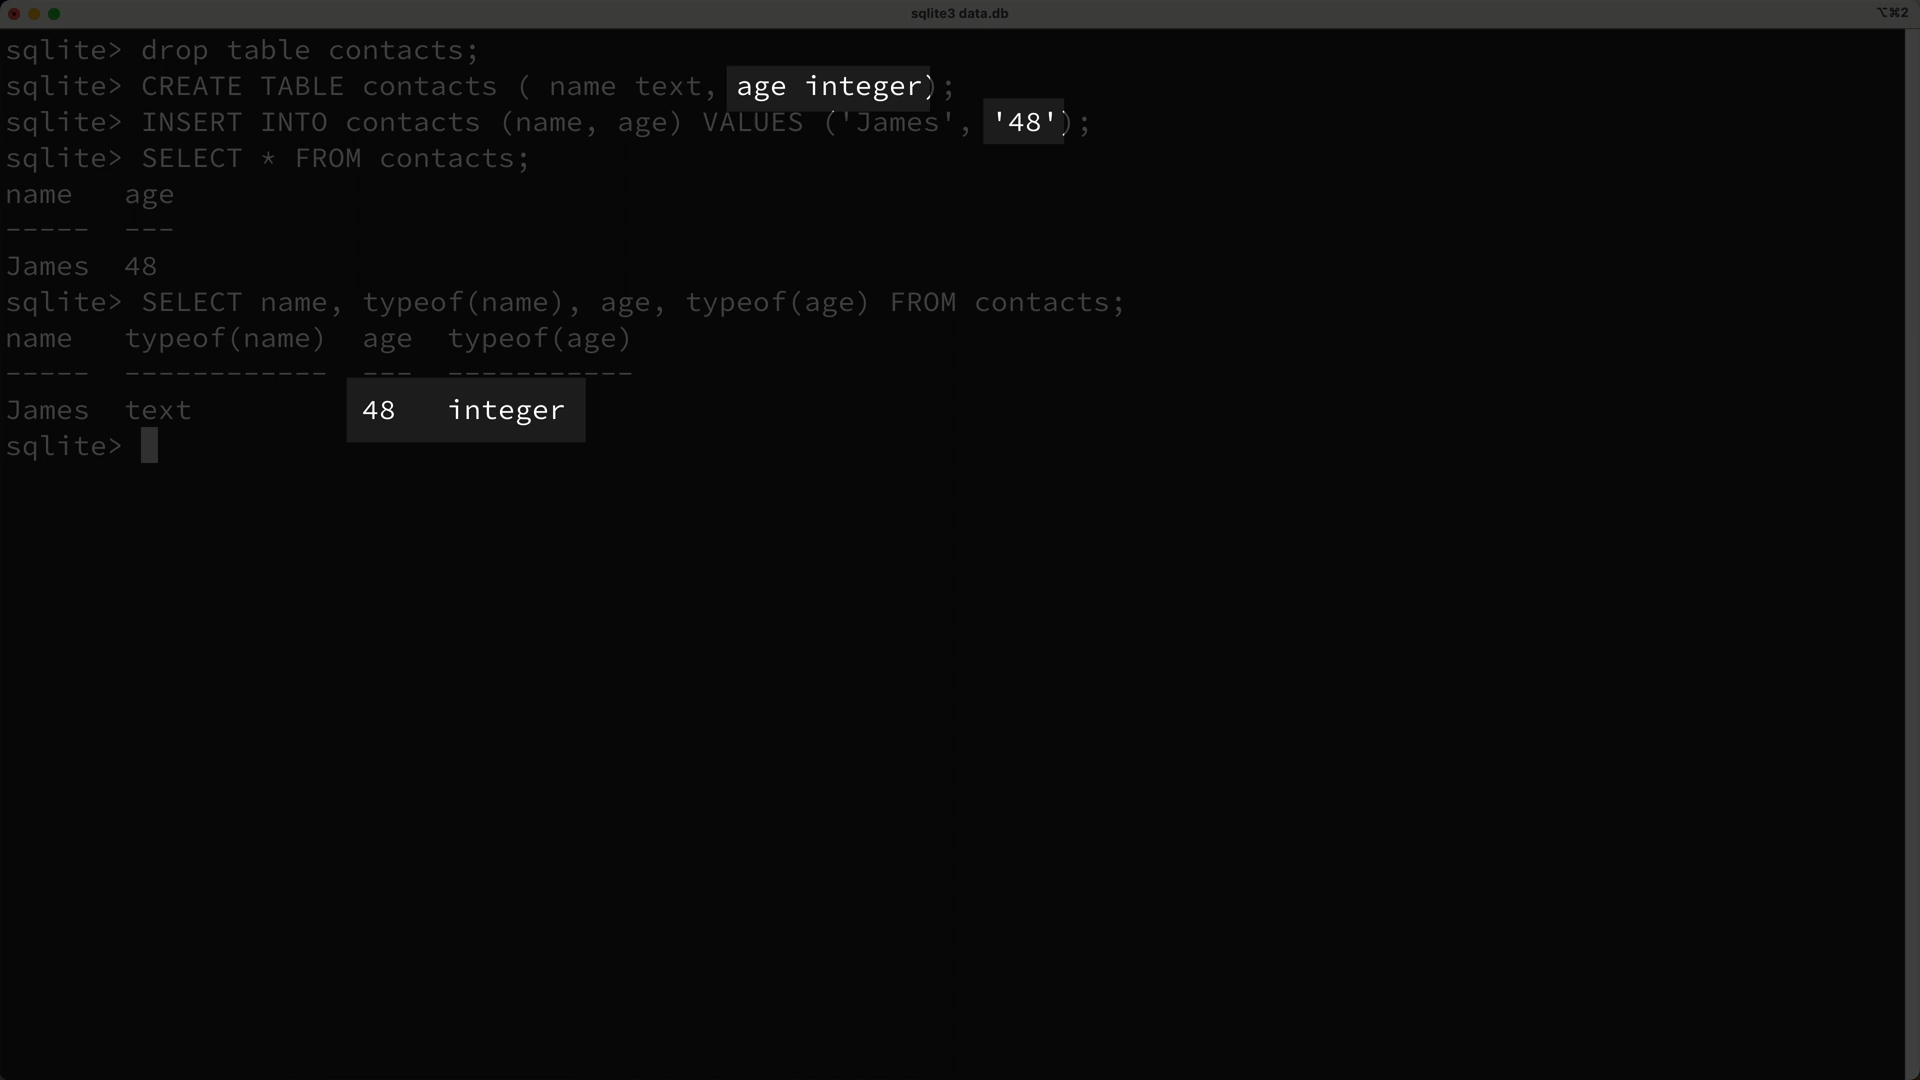 sqlite3 data.db
⌥⌘2
sqlite> drop table contacts;
sqlite> CREATE TABLE contacts ( name text, age integer);
sqlite> INSERT INTO contacts (name, age) VALUES ('James', '48');
sqlite> SELECT * FROM contacts;
name   age
-----  ---
James  48
sqlite> SELECT name, typeof(name), age, typeof(age) FROM contacts;
name   typeof(name)  age  typeof(age)
-----  ------------  ---  -----------
James  text          48   integer
sqlite>